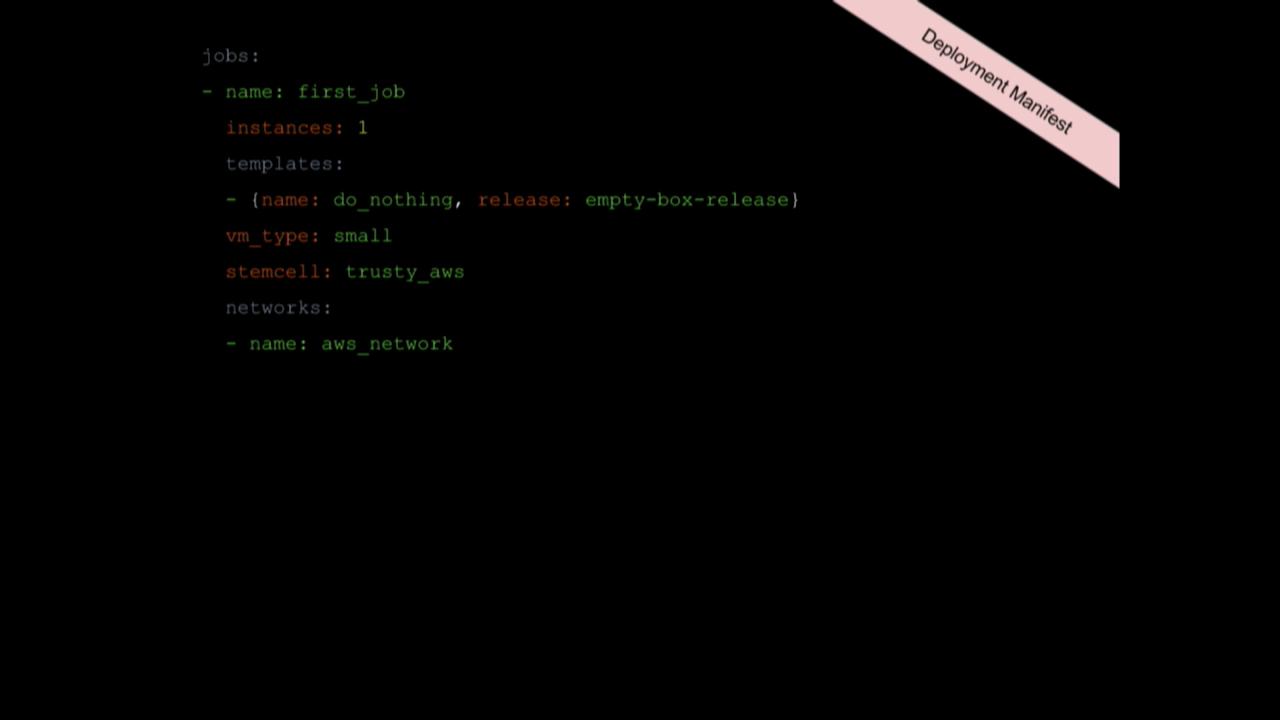 jobs:
- name: first_job
  instances: 1
  templates:
  - {name: do_nothing, release: empty-box-release}
  vm_type: small
  stemcell: trusty_aws
  networks:
  - name: aws_network
Deployment Manifest